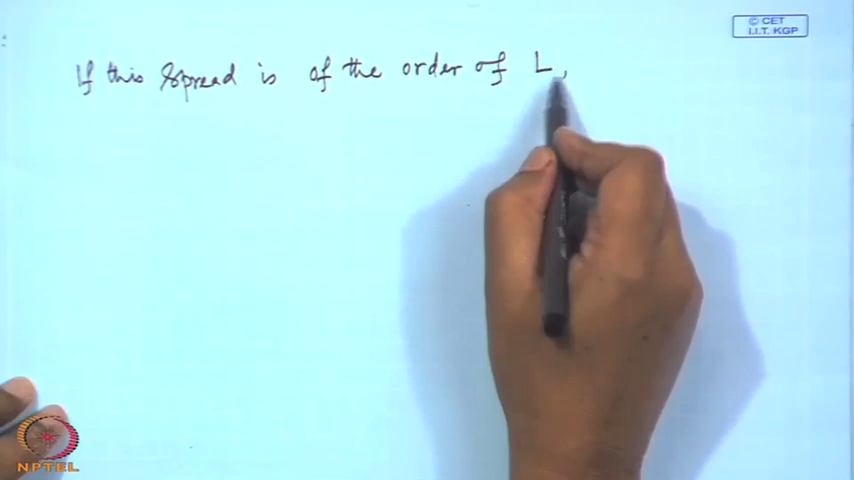 © CET
I.I.T. KGP
If this Spread is of the order of L,
NPTEL